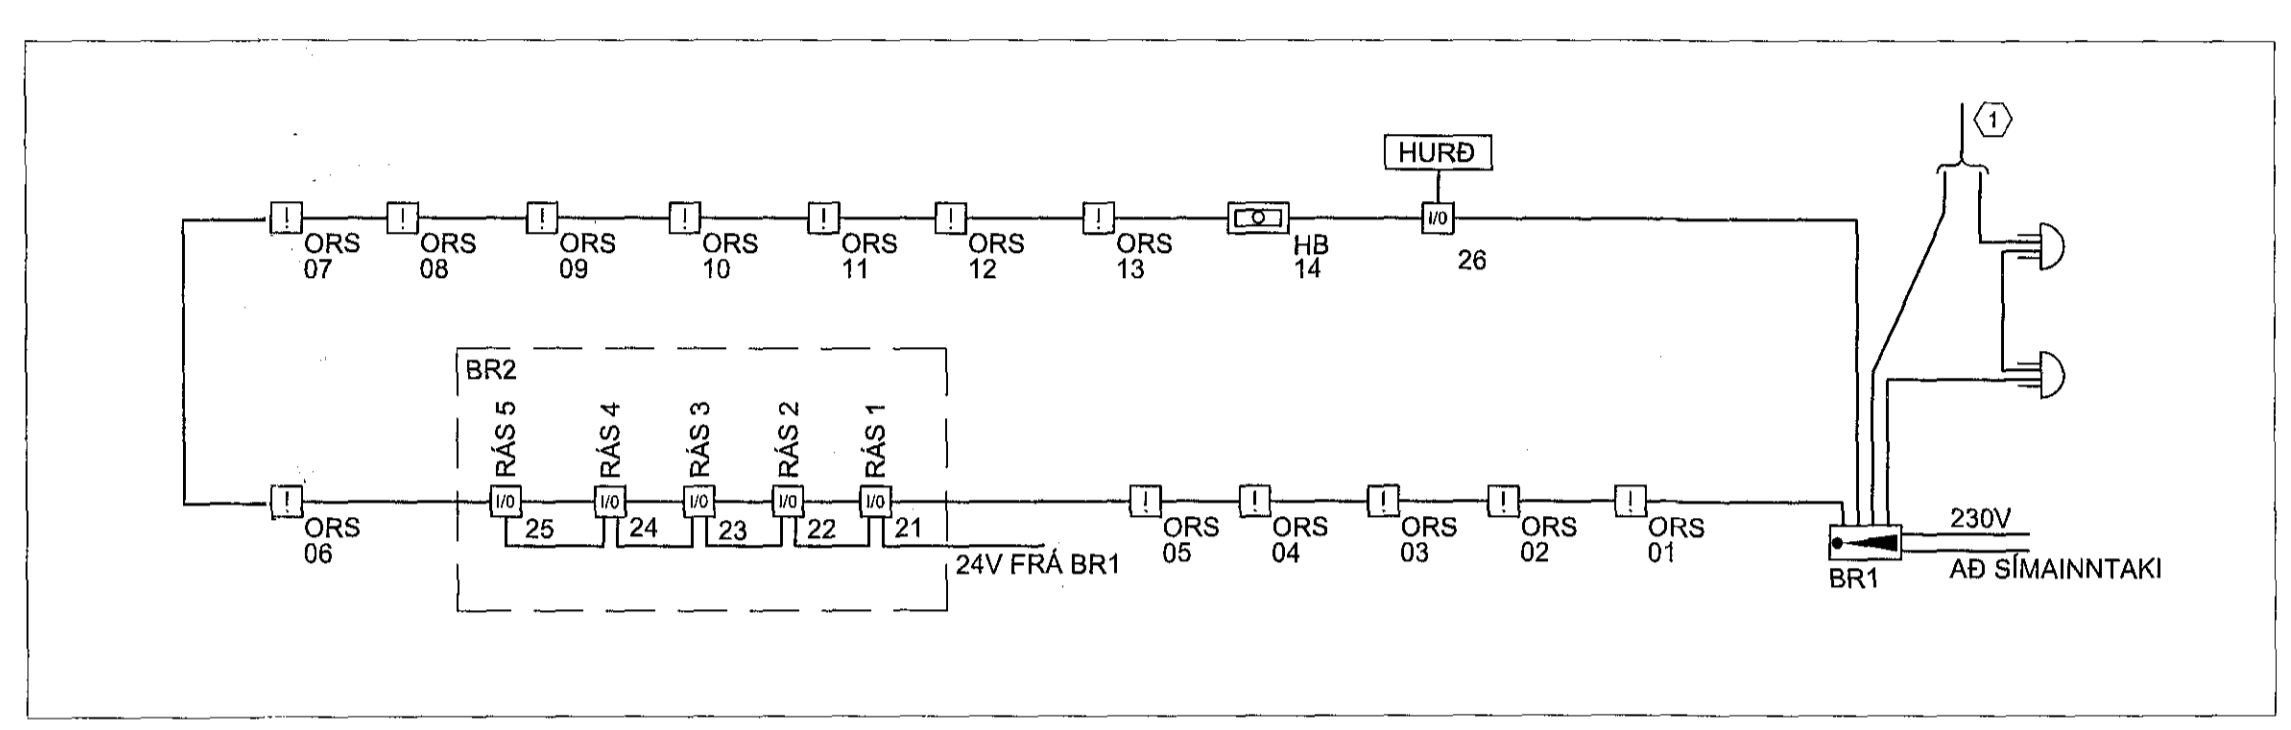 1
HURÐ
! ! ! ! ! ! ! I/0
ORS ORS ORS ORS ORS ORS ORS HB 26
07 08 09 10 11 12 13 14
BR2
RÁS 5 RÁS 4 RÁS 3 RÁS 2 RÁS 1
! I/0 I/0 I/0 I/0 I/0 ! ! ! ! !
ORS 25 24 23 22 21 ORS ORS ORS ORS ORS 230V
06 05 04 03 02 01
24V FRÁ BR1
BR1 AÐ SÍMAINNTAKI